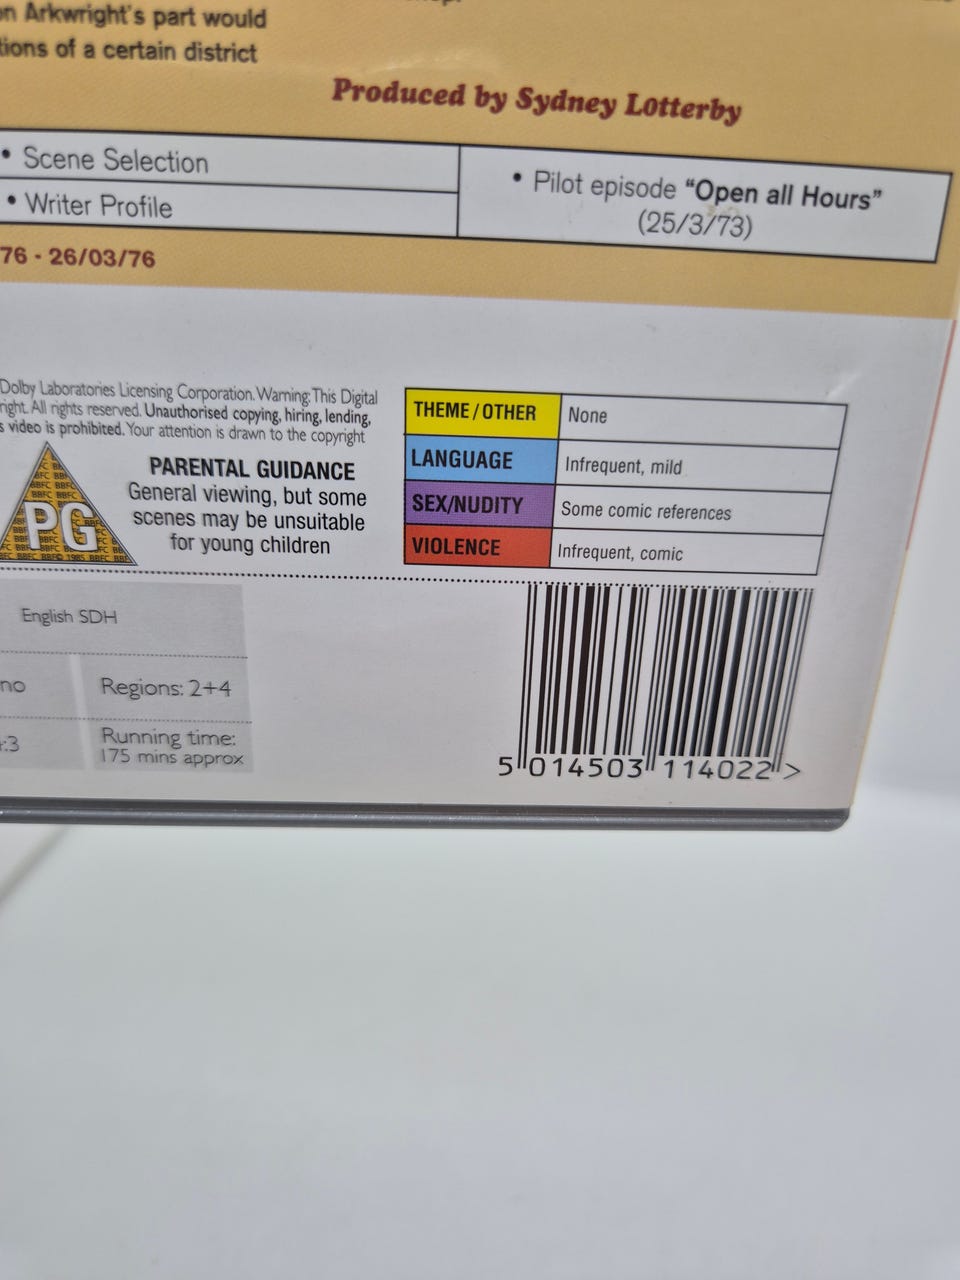 Arkwright's part would
of a certain district
Produced by Sydney Lotterby
• Scene Selection
• Pilot episode "Open all Hours"
(25/3/73)
• Writer Profile
76 - 26/03/76
Dolby Laboratories Licensing Corporation. Warning: This Digital
All rights reserved. Unauthorised copying, hiring, lending,
video is prohibited. Your attention is drawn to the copyright
PG
PARENTAL GUIDANCE
General viewing, but some
scenes may be unsuitable
for young children
THEME/OTHER None
LANGUAGE Infrequent, mild
SEX/NUDITY Some comic references
VIOLENCE Infrequent, comic
English SDH
Regions: 2+4
:3
Running time:
175 mins approx
5 014503 114022 >